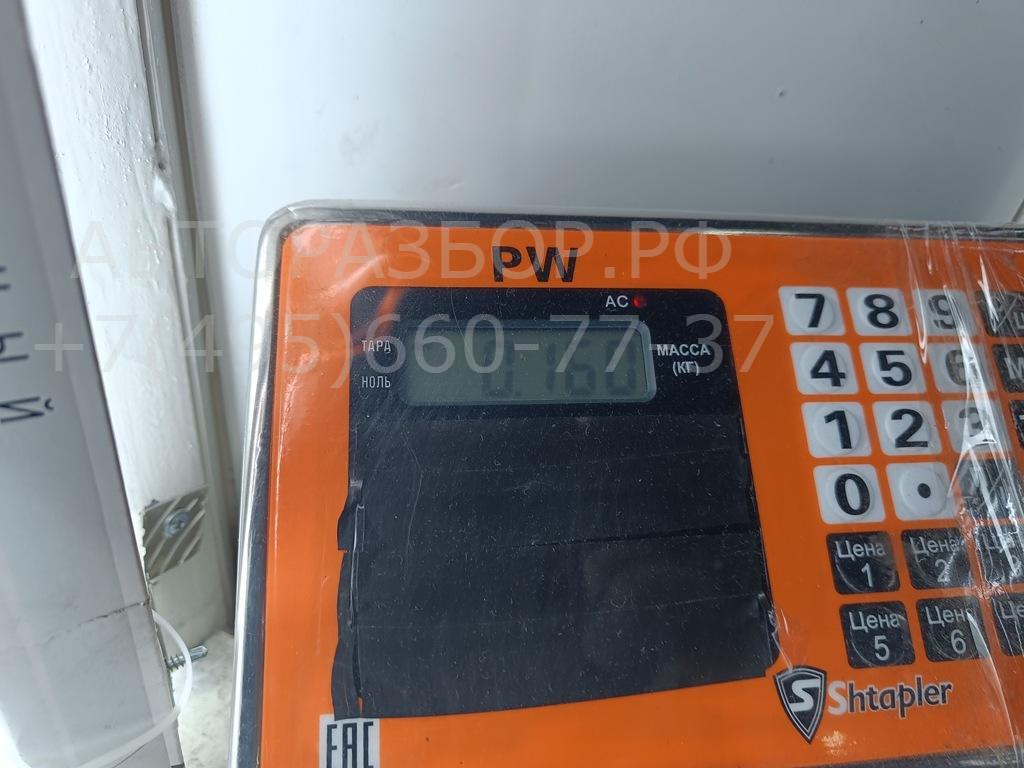 АВТОРАЗБОР.РФ
+7(495)660-77-37
PW
AC
ТАРА
НОЛЬ
0.160
МАССА
(КГ)
7 8 9
4 5 6
1 2 3
0 .
Цена 1
Цена 2
Цена 5
Цена 6
S Shtapler
EAC
ЫЙ